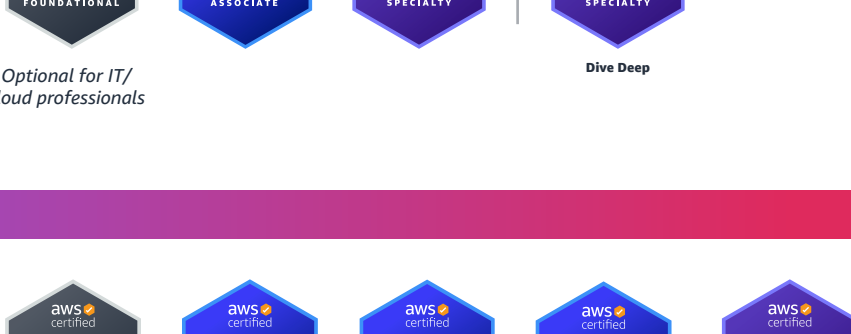 FOUNDATIONAL
ASSOCIATE
SPECIALTY
SPECIALTY
Optional for IT/
loud professionals
Dive Deep
aws
certified
aws
certified
aws
certified
aws
certified
aws
certified